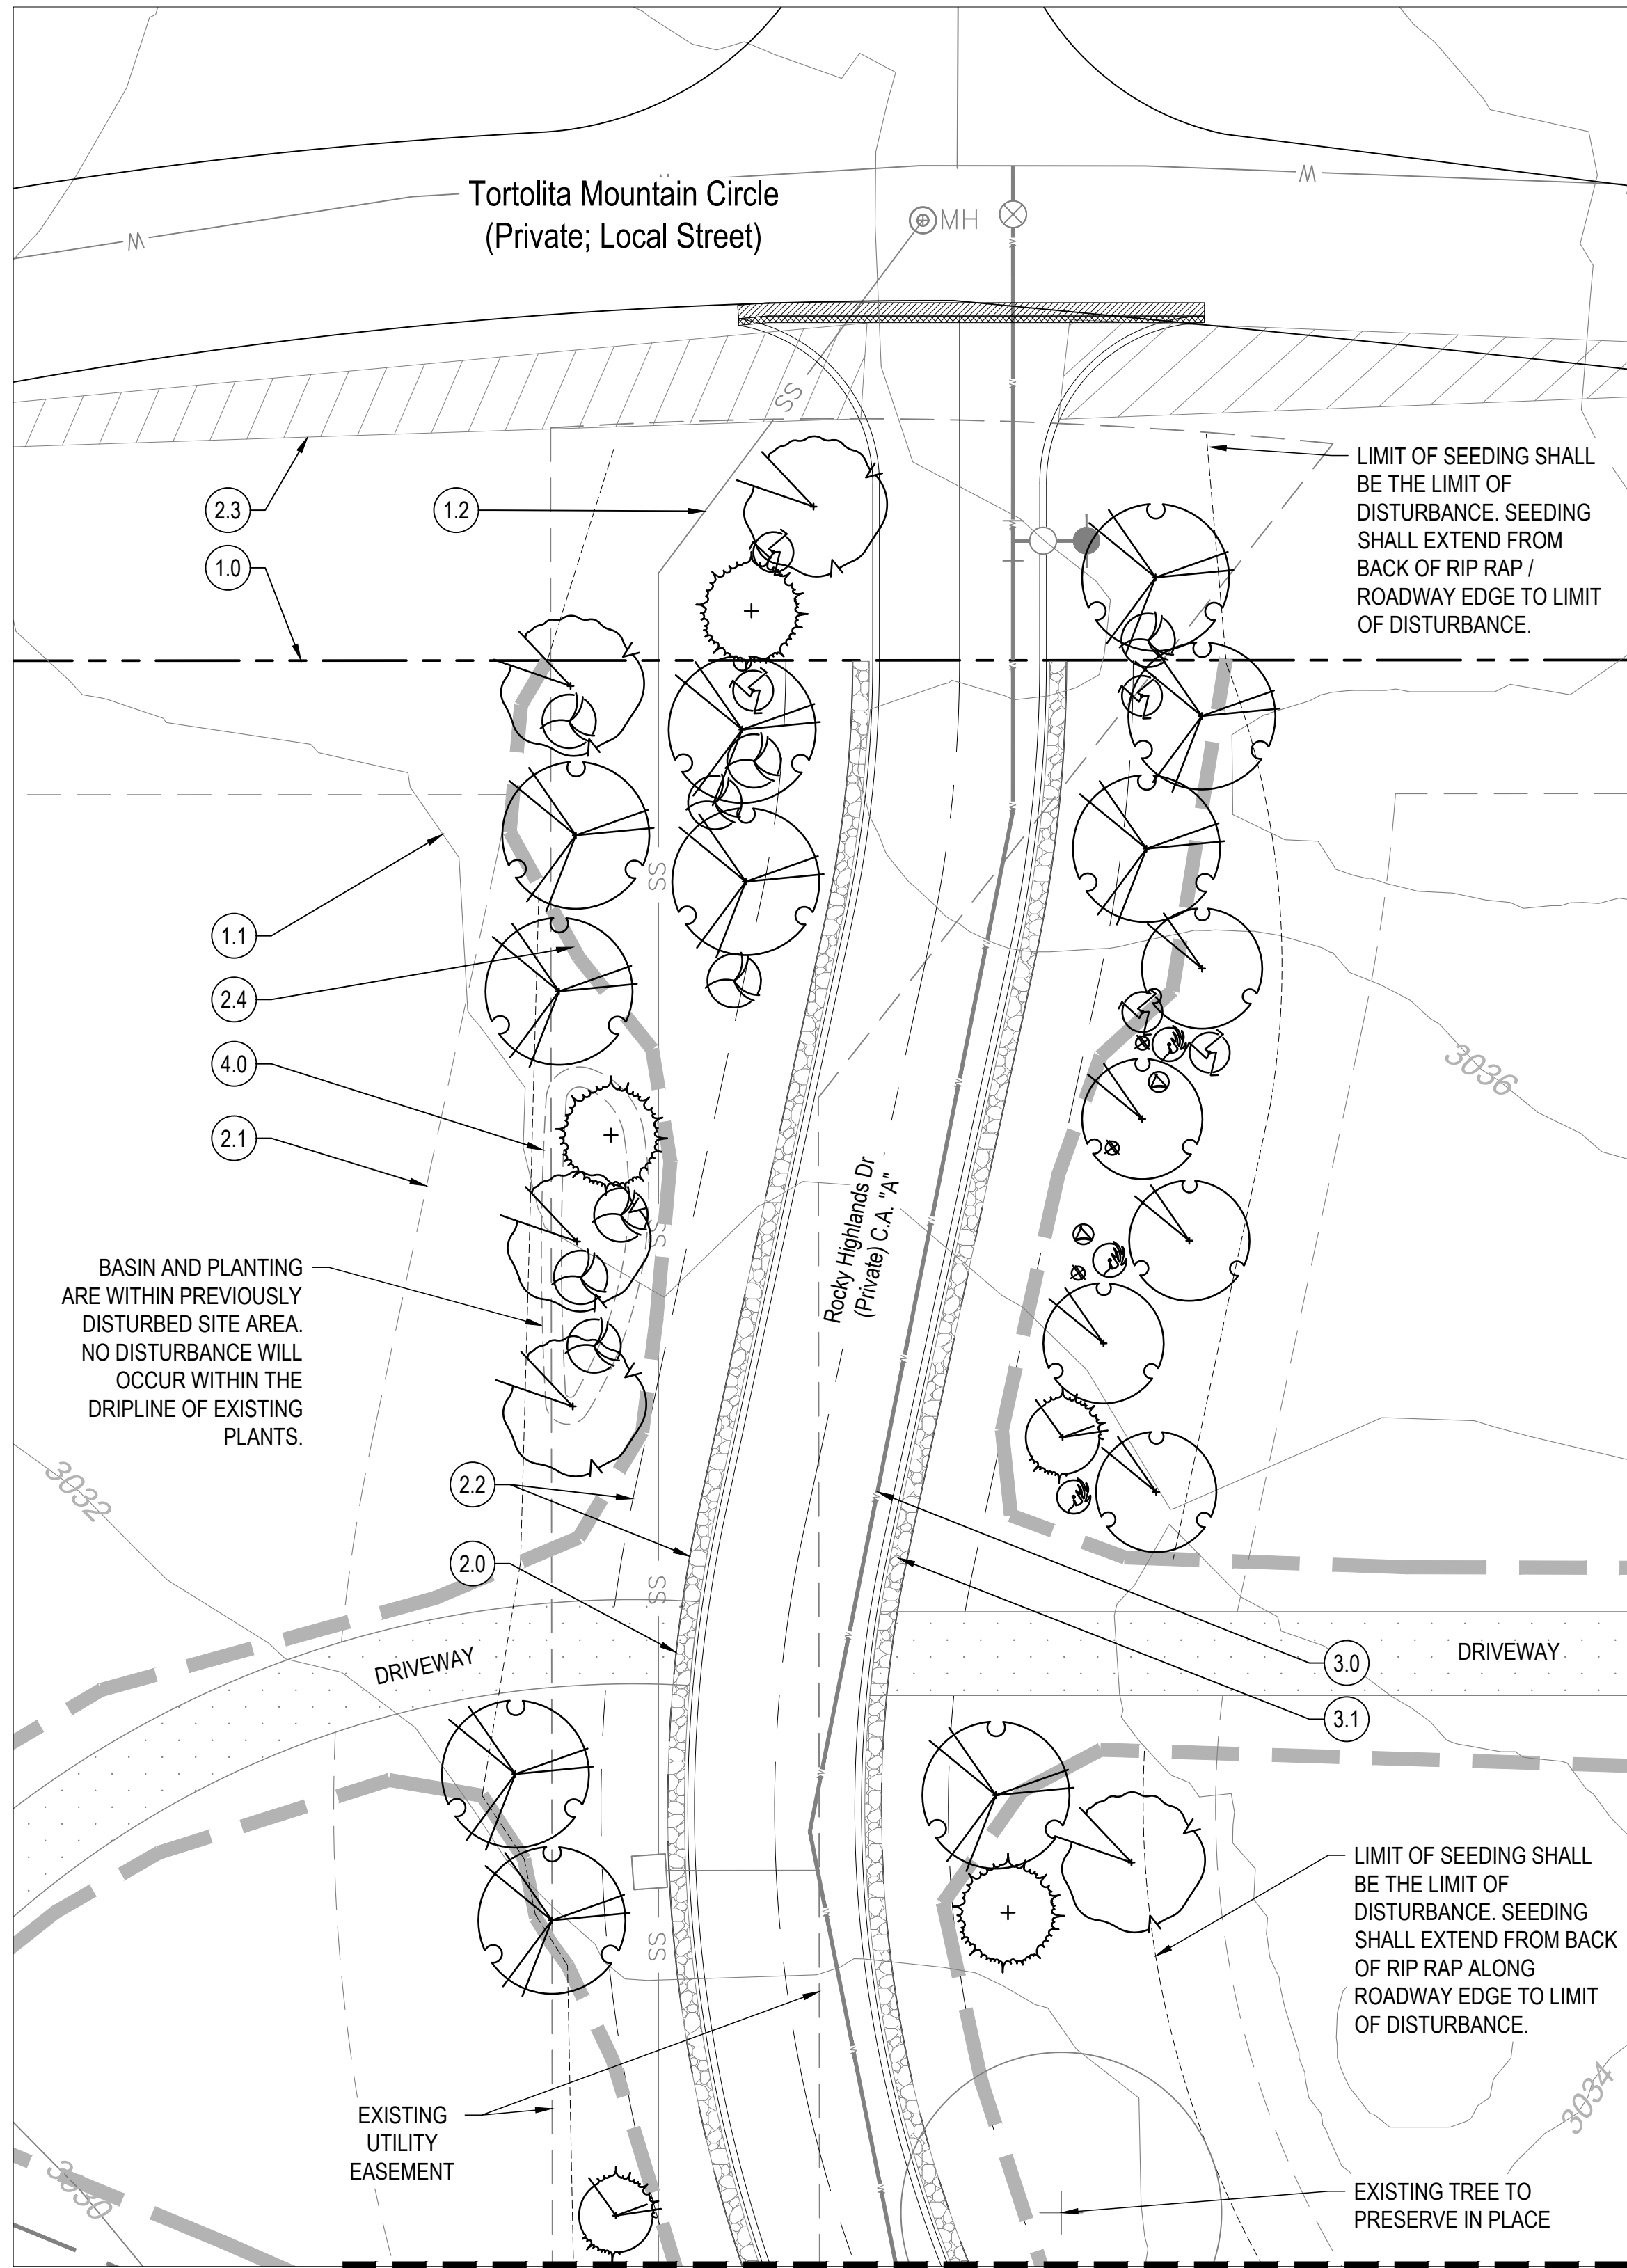 W
W
Tortolita Mountain Circle
(Private; Local Street)
MH
SS
LIMIT OF SEEDING SHALL
BE THE LIMIT OF
DISTURBANCE. SEEDING
SHALL EXTEND FROM
BACK OF RIP RAP /
ROADWAY EDGE TO LIMIT
OF DISTURBANCE.
2.3
1.2
1.0
SS
1.1
2.4
4.0
2.1
3036
SS
Rocky Highlands Dr
(Private) C.A. "A"
BASIN AND PLANTING
ARE WITHIN PREVIOUSLY
DISTURBED SITE AREA.
NO DISTURBANCE WILL
OCCUR WITHIN THE
DRIPLINE OF EXISTING
PLANTS.
3032
2.2
2.0
SS
DRIVEWAY
3.0
DRIVEWAY
3.1
LIMIT OF SEEDING SHALL
BE THE LIMIT OF
DISTURBANCE. SEEDING
SHALL EXTEND FROM BACK
OF RIP RAP ALONG
ROADWAY EDGE TO LIMIT
OF DISTURBANCE.
SS
EXISTING
UTILITY
EASEMENT
3034
3030
EXISTING TREE TO
PRESERVE IN PLACE